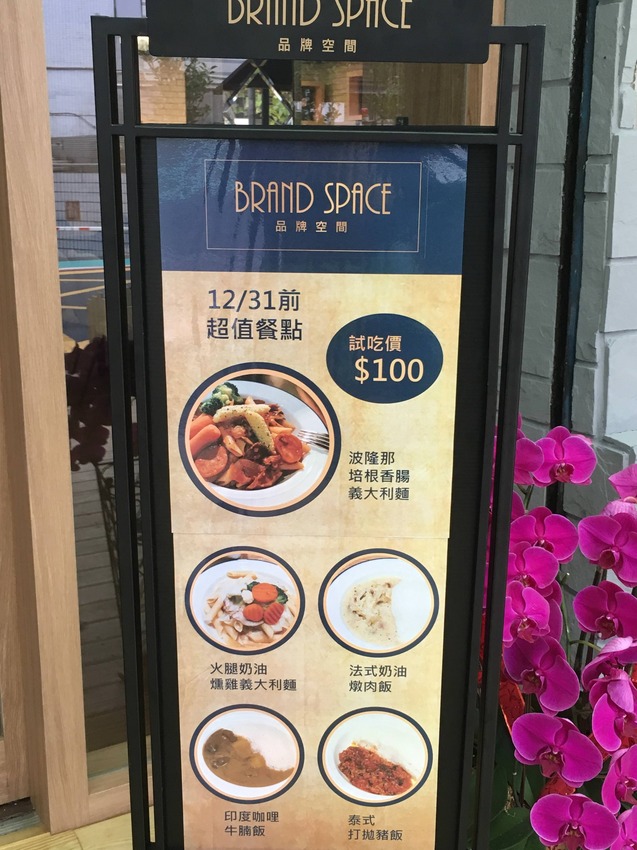 BRAND SPACE
品牌空間
BRAND SPACE
品牌空間
12/31前
超值餐點
試吃價
$100
波隆那
培根香腸
義大利麵
火腿奶油
燻雞義大利麵
法式奶油
燉肉飯
印度咖哩
牛腩飯
泰式
打拋豬飯